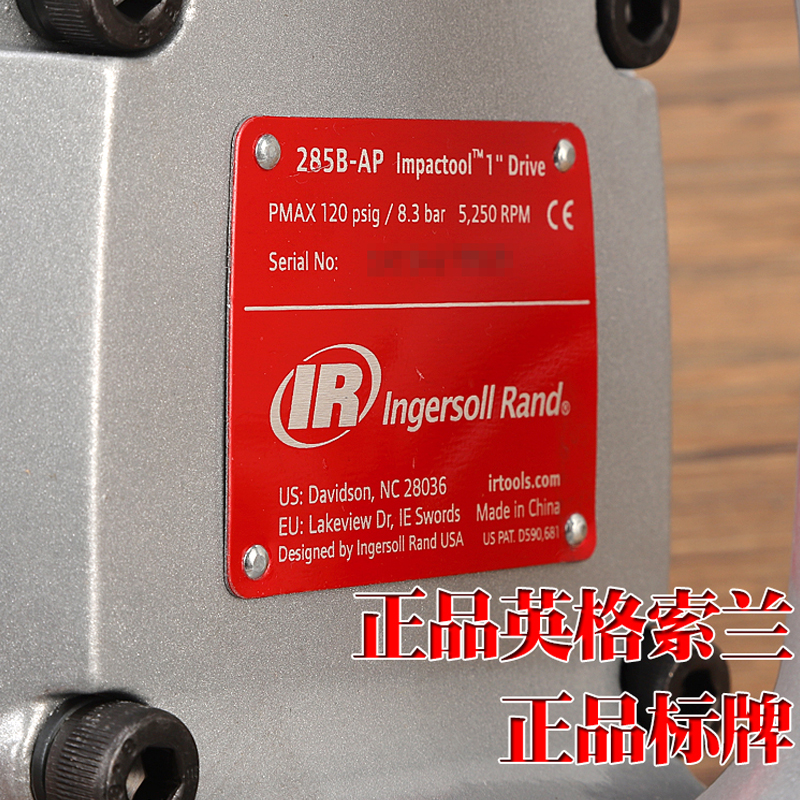 285B-AP Impactool™ 1" Drive
PMAX 120 psig / 8.3 bar 5,250 RPM CE
Serial No:
IR Ingersoll Rand®
US: Davidson, NC 28036 irtools.com
EU: Lakeview Dr, IE Swords Made in China
Designed by Ingersoll Rand USA US PAT. D590,681
正品英格索兰
正品标牌